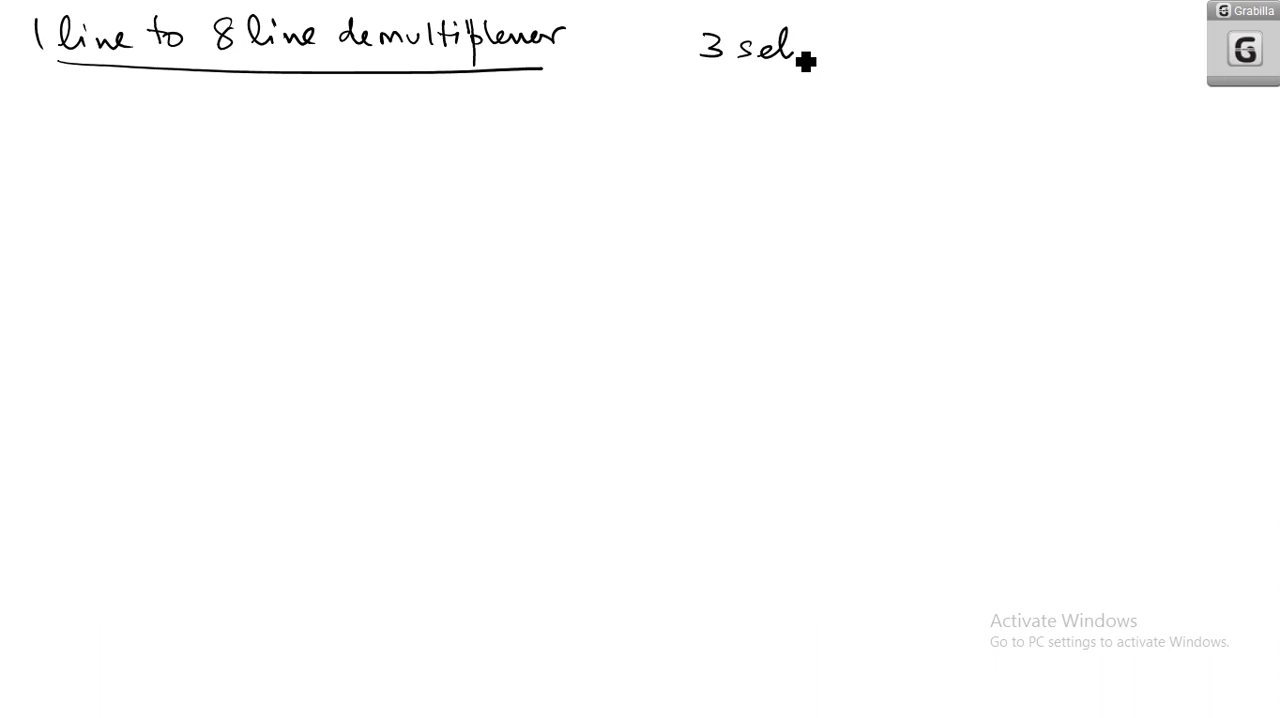 1 line to 8 line demultiplexer
3 sel
Grabilla
Activate Windows
Go to PC settings to activate Windows.